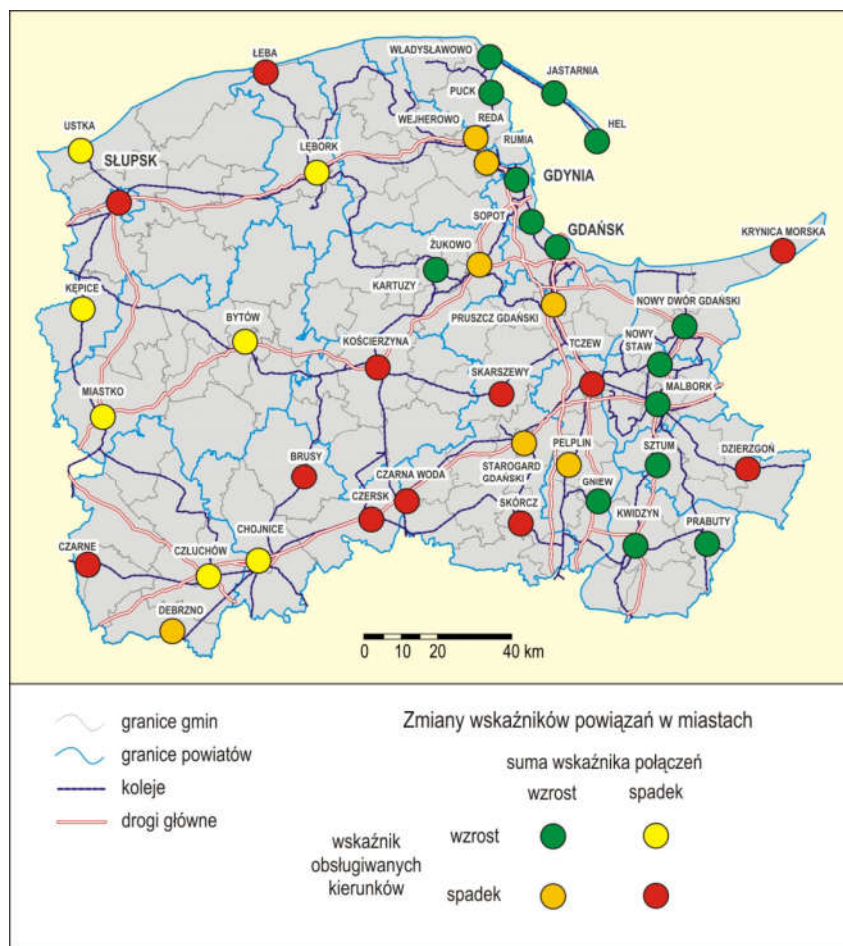 WŁADYSŁAWOWO
ŁEBA
JASTARNIA
PUCK
HEL
WEJHEROWO
REDA
USTKA
RUMIA
LĘBORK
SŁUPSK
GDYNIA
SOPOT
GDAŃSK
KRYNICA MORSKA
ŻUKOWO
KARTUZY
KĘPICE
NOWY DWÓR GDAŃSKI
BYTÓW
PRUSZCZ GDAŃSKI
KOŚCIERZYNA
TCZEW
NOWY
STAW
SKARSZEWY
MALBORK
MIASTKO
PELPLIN
SZTUM
DZIERZGOŃ
BRUSY
STAROGARD
GDAŃSKI
CZARNA WODA
GNIEW
CZERSK
SKÓRCZ
KWIDZYN
PRABUTY
CHOJNICE
CZARNE
CZŁUCHÓW
DEBRZNO
0 10 20 40 km
granice gmin
granice powiatów
koleje
drogi główne
Zmiany wskaźników powiązań w miastach
suma wskaźnika połączeń
wzrost spadek
wskaźnik
obsługiwanych
kierunków
wzrost
spadek